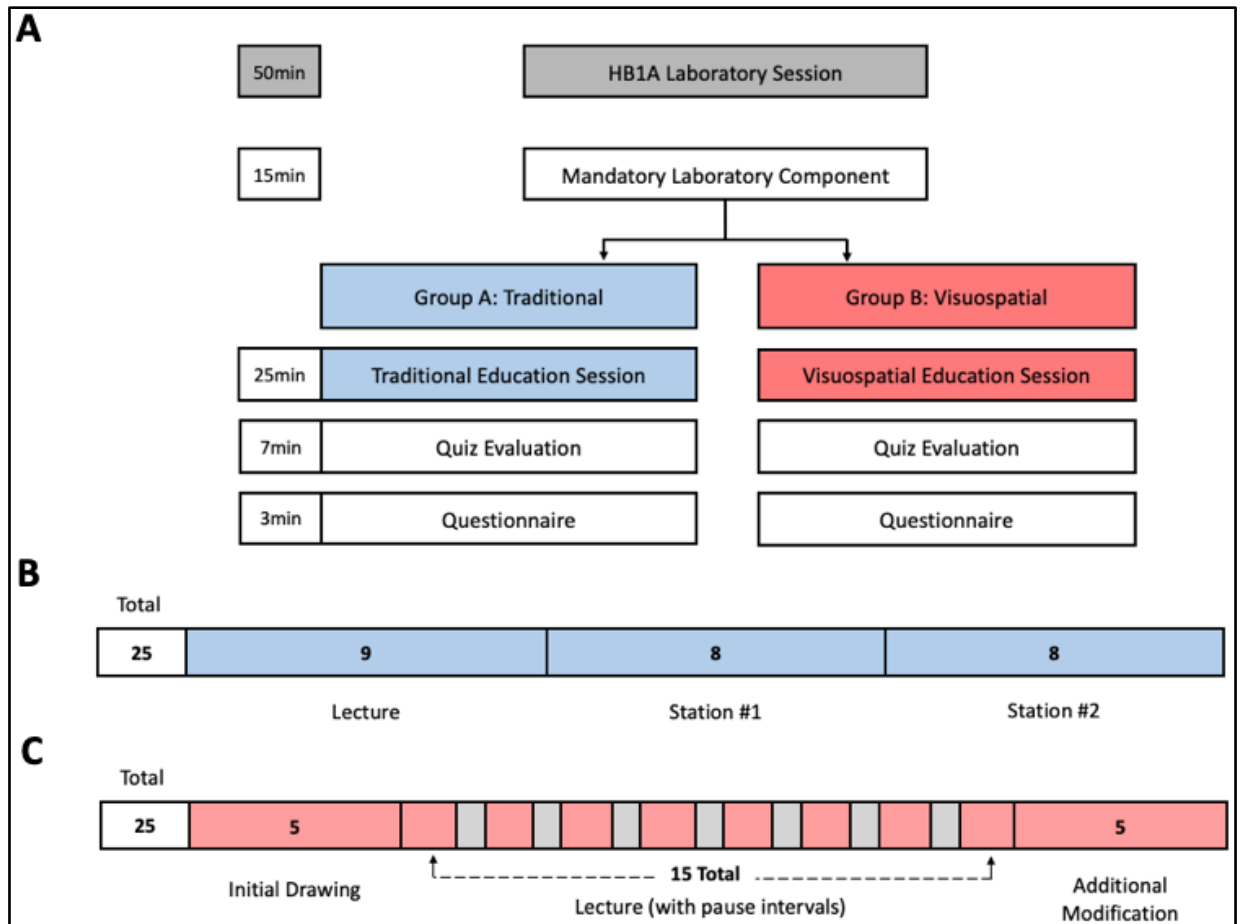 A
50min HB1A Laboratory Session
15min Mandatory Laboratory Component
Group A: Traditional Group B: Visuospatial
25min Traditional Education Session Visuospatial Education Session
7min Quiz Evaluation Quiz Evaluation
3min Questionnaire Questionnaire
B
Total
25 9 8 8
Lecture Station #1 Station #2
C
Total
25 5 5
15 Total
Initial Drawing Lecture (with pause intervals) Additional
Modification